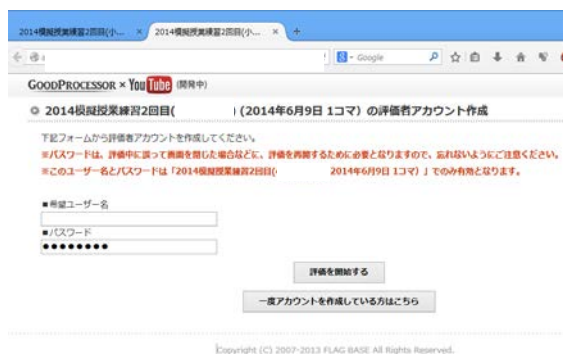 2014模擬授業練習2回目(小... × 2014模擬授業練習2回目(小... × +
Google
GOODPROCESSOR × YouTube (開発中)
2014模擬授業練習2回目( ) (2014年6月9日 1コマ) の評価者アカウント作成
下記フォームから評価者アカウントを作成してください。
※パスワードは、評価中に誤って画面を閉じた場合などに、評価を再開するために必要となりますので、忘れないようにご注意ください。
※このユーザー名とパスワードは「2014模擬授業練習2回目( 2014年6月9日 1コマ) 」でのみ有効となります。
■希望ユーザー名
■パスワード
●●●●●●●●
評価を開始する
一度アカウントを作成している方はこちら
Copyright (C) 2007-2013 FLAG BASE All Rights Reserved.